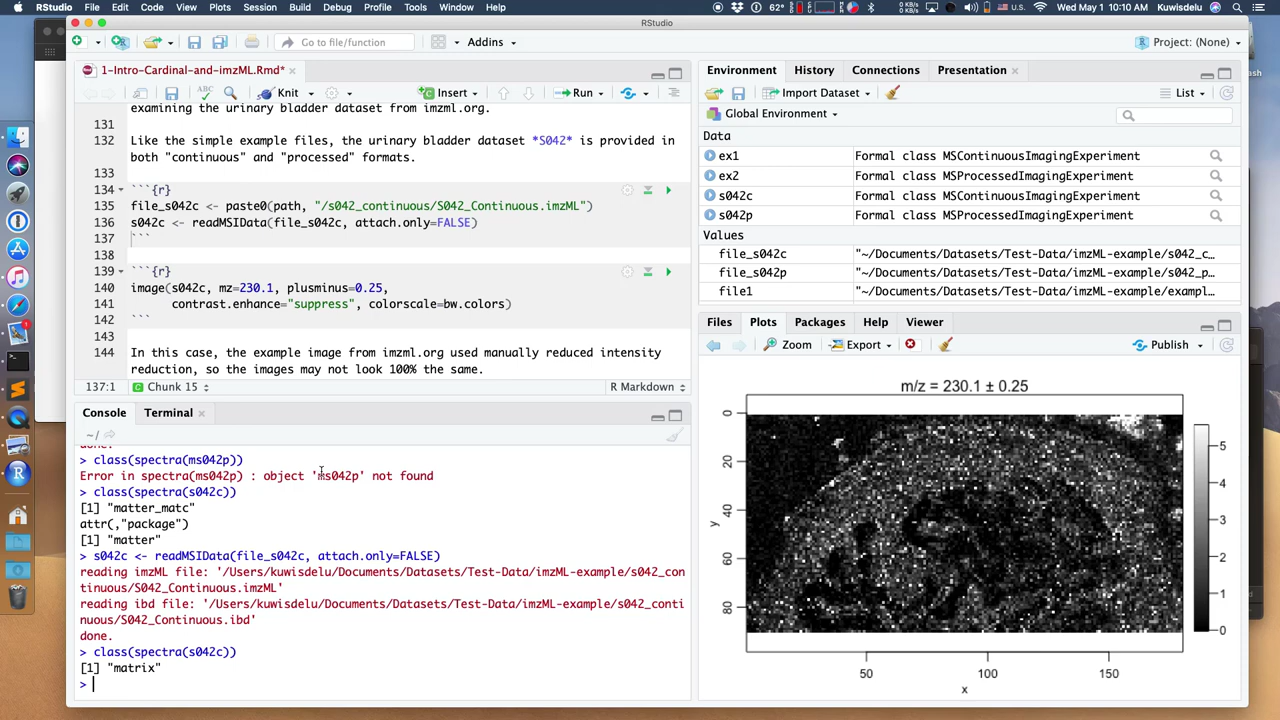 RStudio File Edit Code View Plots Session Build Debug Profile Tools Window Help 62° U.S. Wed Nov 11 10:10 AM Kuwisdelu
RStudio
Go to file/function
Addins
Project: (None)
1-Intro-Cardinal-and-imzML.Rmd*
Knit
Insert
Run
examining the urinary bladder dataset from imzml.org.
131
132 Like the simple example files, the urinary bladder dataset *S042* is provided in
both "continuous" and "processed" formats.
133
134 ```{r}
135 file_s042c <- paste0(path, "/s042_continuous/S042_Continuous.imzML")
136 s042c <- readMSIData(file_s042c, attach.only=FALSE)
137 ```
138
139 ```{r}
140 image(s042c, mz=230.1, plusminus=0.25,
141 contrast.enhance="suppress", colorscale=bw.colors)
142 ```
143
144 In this case, the example image from imzml.org used manually reduced intensity
reduction, so the images may not look 100% the same.
137:1 Chunk 15 R Markdown
Console Terminal
~/
done.
> class(spectra(ms042p))
Error in spectra(ms042p) : object 'ms042p' not found
> class(spectra(s042c))
[1] "matter_matc"
attr(,"package")
[1] "matter"
> s042c <- readMSIData(file_s042c, attach.only=FALSE)
reading imzML file: '/Users/kuwisdelu/Documents/Datasets/Test-Data/imzML-example/s042_con
tinuous/S042_Continuous.imzML'
reading ibd file: '/Users/kuwisdelu/Documents/Datasets/Test-Data/imzML-example/s042_conti
nuous/S042_Continuous.ibd'
done.
> class(spectra(s042c))
[1] "matrix"
>
Environment History Connections Presentation
Import Dataset
List
Global Environment
Data
ex1 Formal class MSContinuousImagingExperiment
ex2 Formal class MSProcessedImagingExperiment
s042c Formal class MSContinuousImagingExperiment
s042p Formal class MSProcessedImagingExperiment
Values
file_s042c "~/Documents/Datasets/Test-Data/imzML-example/s042_c…
file_s042p "~/Documents/Datasets/Test-Data/imzML-example/s042_p…
file1 "~/Documents/Datasets/Test-Data/imzML-example/exampl…
Files Plots Packages Help Viewer
Zoom Export Publish
m/z = 230.1 ± 0.25
0
20
40
60
80
y
50 100 150
x
5
4
3
2
1
0